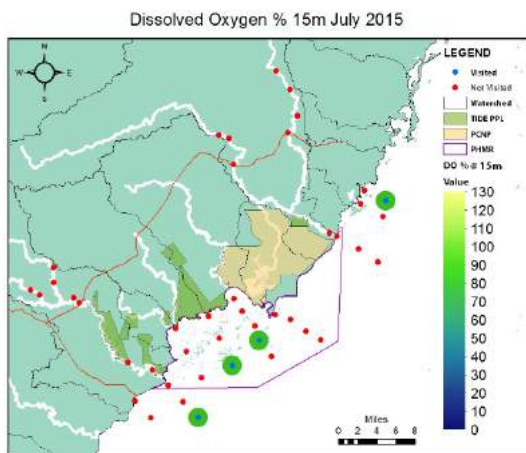 Dissolved Oxygen % 15m July 2015
N
W E
S
LEGEND
Visited
Not Visited
Watershed
TIDE PPL
PCNP
PHMR
DO % @ 15m
Value
130
120
110
100
90
80
70
60
50
40
30
20
10
0
Miles
0 2 4 8